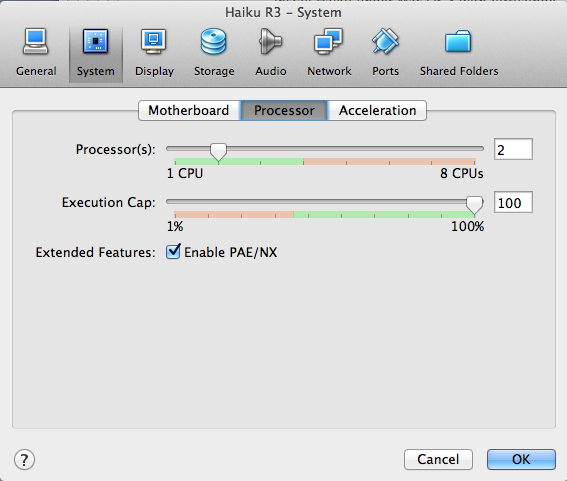 Haiku R3 – System
General System Display Storage Audio Network Ports Shared Folders
Motherboard Processor Acceleration
Processor(s): 2
1 CPU 8 CPUs
Execution Cap: 100
1% 100%
Extended Features: Enable PAE/NX
? Cancel OK